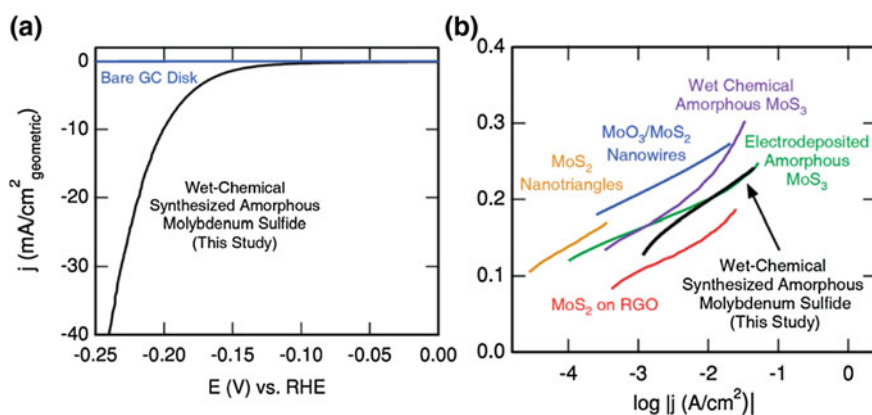 (a)
0
Bare GC Disk
-10
-20
-30
-40
j (mA/cm²geometric)
Wet-Chemical
Synthesized Amorphous
Molybdenum Sulfide
(This Study)
-0.25
-0.20
-0.15
-0.10
-0.05
0.00
E (V) vs. RHE
(b)
0.4
0.3
0.2
0.1
0.0
Wet Chemical
Amorphous MoS3
MoO3/MoS2
Nanowires
Electrodeposited
Amorphous
MoS3
MoS2
Nanotriangles
MoS2 on RGO
Wet-Chemical
Synthesized Amorphous
Molybdenum Sulfide
(This Study)
-4
-3
-2
-1
0
log |j (A/cm²)|